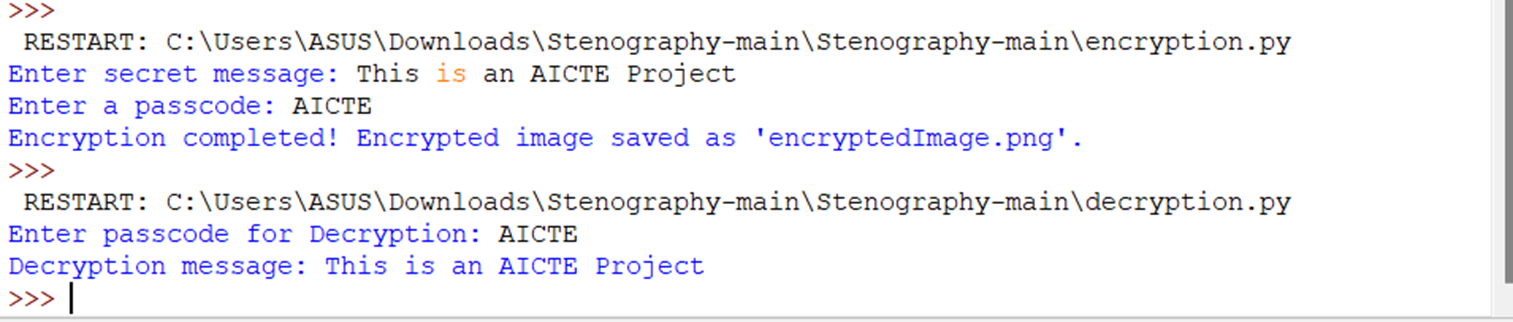 >>>
RESTART: C:\Users\ASUS\Downloads\Stenography-main\Stenography-main\encryption.py
Enter secret message: This is an AICTE Project
Enter a passcode: AICTE
Encryption completed! Encrypted image saved as 'encryptedImage.png'.
>>>
RESTART: C:\Users\ASUS\Downloads\Stenography-main\Stenography-main\decryption.py
Enter passcode for Decryption: AICTE
Decryption message: This is an AICTE Project
>>>